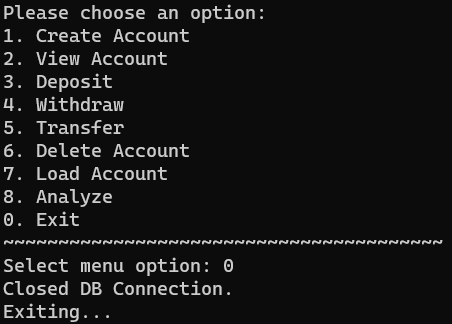 Please choose an option:
1. Create Account
2. View Account
3. Deposit
4. Withdraw
5. Transfer
6. Delete Account
7. Load Account
8. Analyze
0. Exit
~~~~~~~~~~~~~~~~~~~~~~~~~~~~~~~~~~~~~~~~
Select menu option: 0
Closed DB Connection.
Exiting...